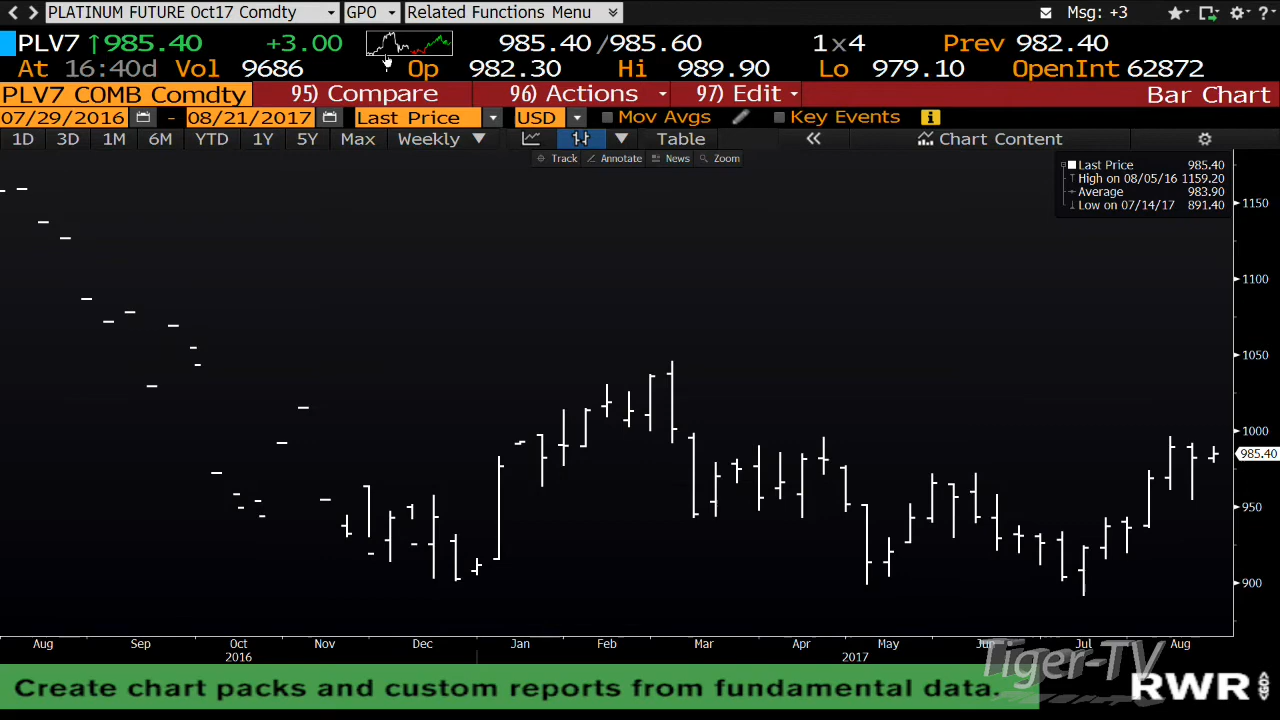 PLATINUM FUTURE Oct17 Comdty GPO Related Functions Menu Msg: +3 ?
PLV7 ↑985.40 +3.00 985.40 /985.60 1x4 Prev 982.40
At 16:40d Vol 9686 Op 982.30 Hi 989.90 Lo 979.10 OpenInt 62872
PLV7 COMB Comdty 95) Compare 96) Actions 97) Edit Bar Chart
07/29/2016 - 08/21/2017 Last Price USD Mov Avgs Key Events i
1D 3D 1M 6M YTD 1Y 5Y Max Weekly ▼ Table « Chart Content
Track Annotate News Zoom
Last Price 985.40
High on 08/05/16 1159.20
Average 983.90
Low on 07/14/17 891.40
1150
1100
1050
1000
985.40
950
900
Aug Sep Oct Nov Dec Jan Feb Mar Apr May Jun Jul Aug
2016 2017
Tiger-TV
Create chart packs and custom reports from fundamental data.
RWR <GO>